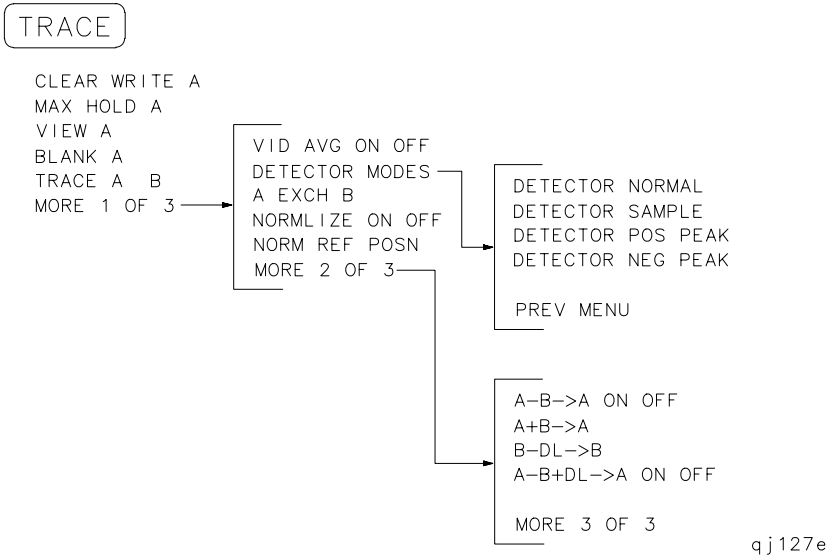 TRACE
CLEAR WRITE A
MAX HOLD A
VIEW A
BLANK A
TRACE A B
MORE 1 OF 3
VID AVG ON OFF
DETECTOR MODES
A EXCH B
NORMLIZE ON OFF
NORM REF POSN
MORE 2 OF 3
DETECTOR NORMAL
DETECTOR SAMPLE
DETECTOR POS PEAK
DETECTOR NEG PEAK
PREV MENU
A–B–>A ON OFF
A+B–>A
B–DL–>B
A–B+DL–>A ON OFF
MORE 3 OF 3
qj127e